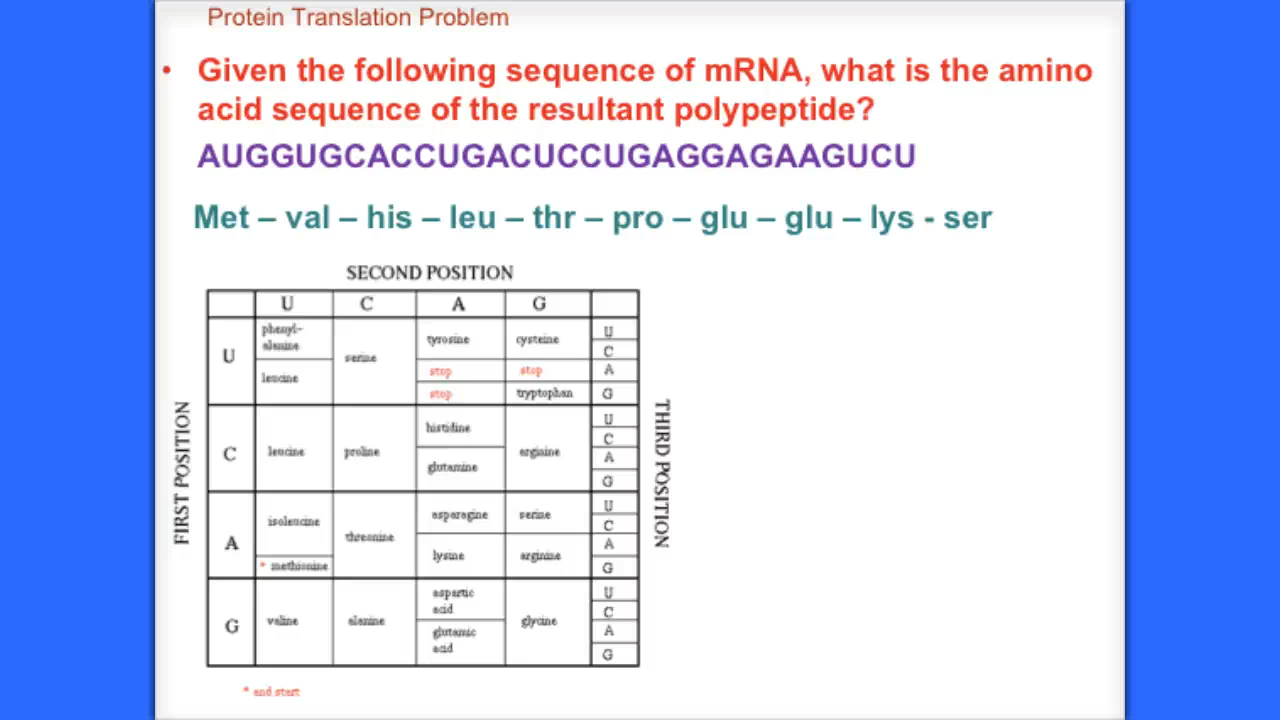 Protein Translation Problem
• Given the following sequence of mRNA, what is the amino
acid sequence of the resultant polypeptide?
AUGGUGCACCUGACUCCUGAGGAGAAGUCU
Met – val – his – leu – thr – pro – glu – glu – lys - ser
SECOND POSITION
U C A G
FIRST POSITION
THIRD POSITION
U
phenyl-
alanine
leucine
serine
tyrosine
stop
stop
cysteine
stop
tryptophan
U
C
A
G
C
leucine
proline
histidine
glutamine
arginine
U
C
A
G
A
isoleucine
* methionine
threonine
asparagine
lysine
serine
arginine
U
C
A
G
G
valine
alanine
aspartic
acid
glutamic
acid
glycine
U
C
A
G
* and start